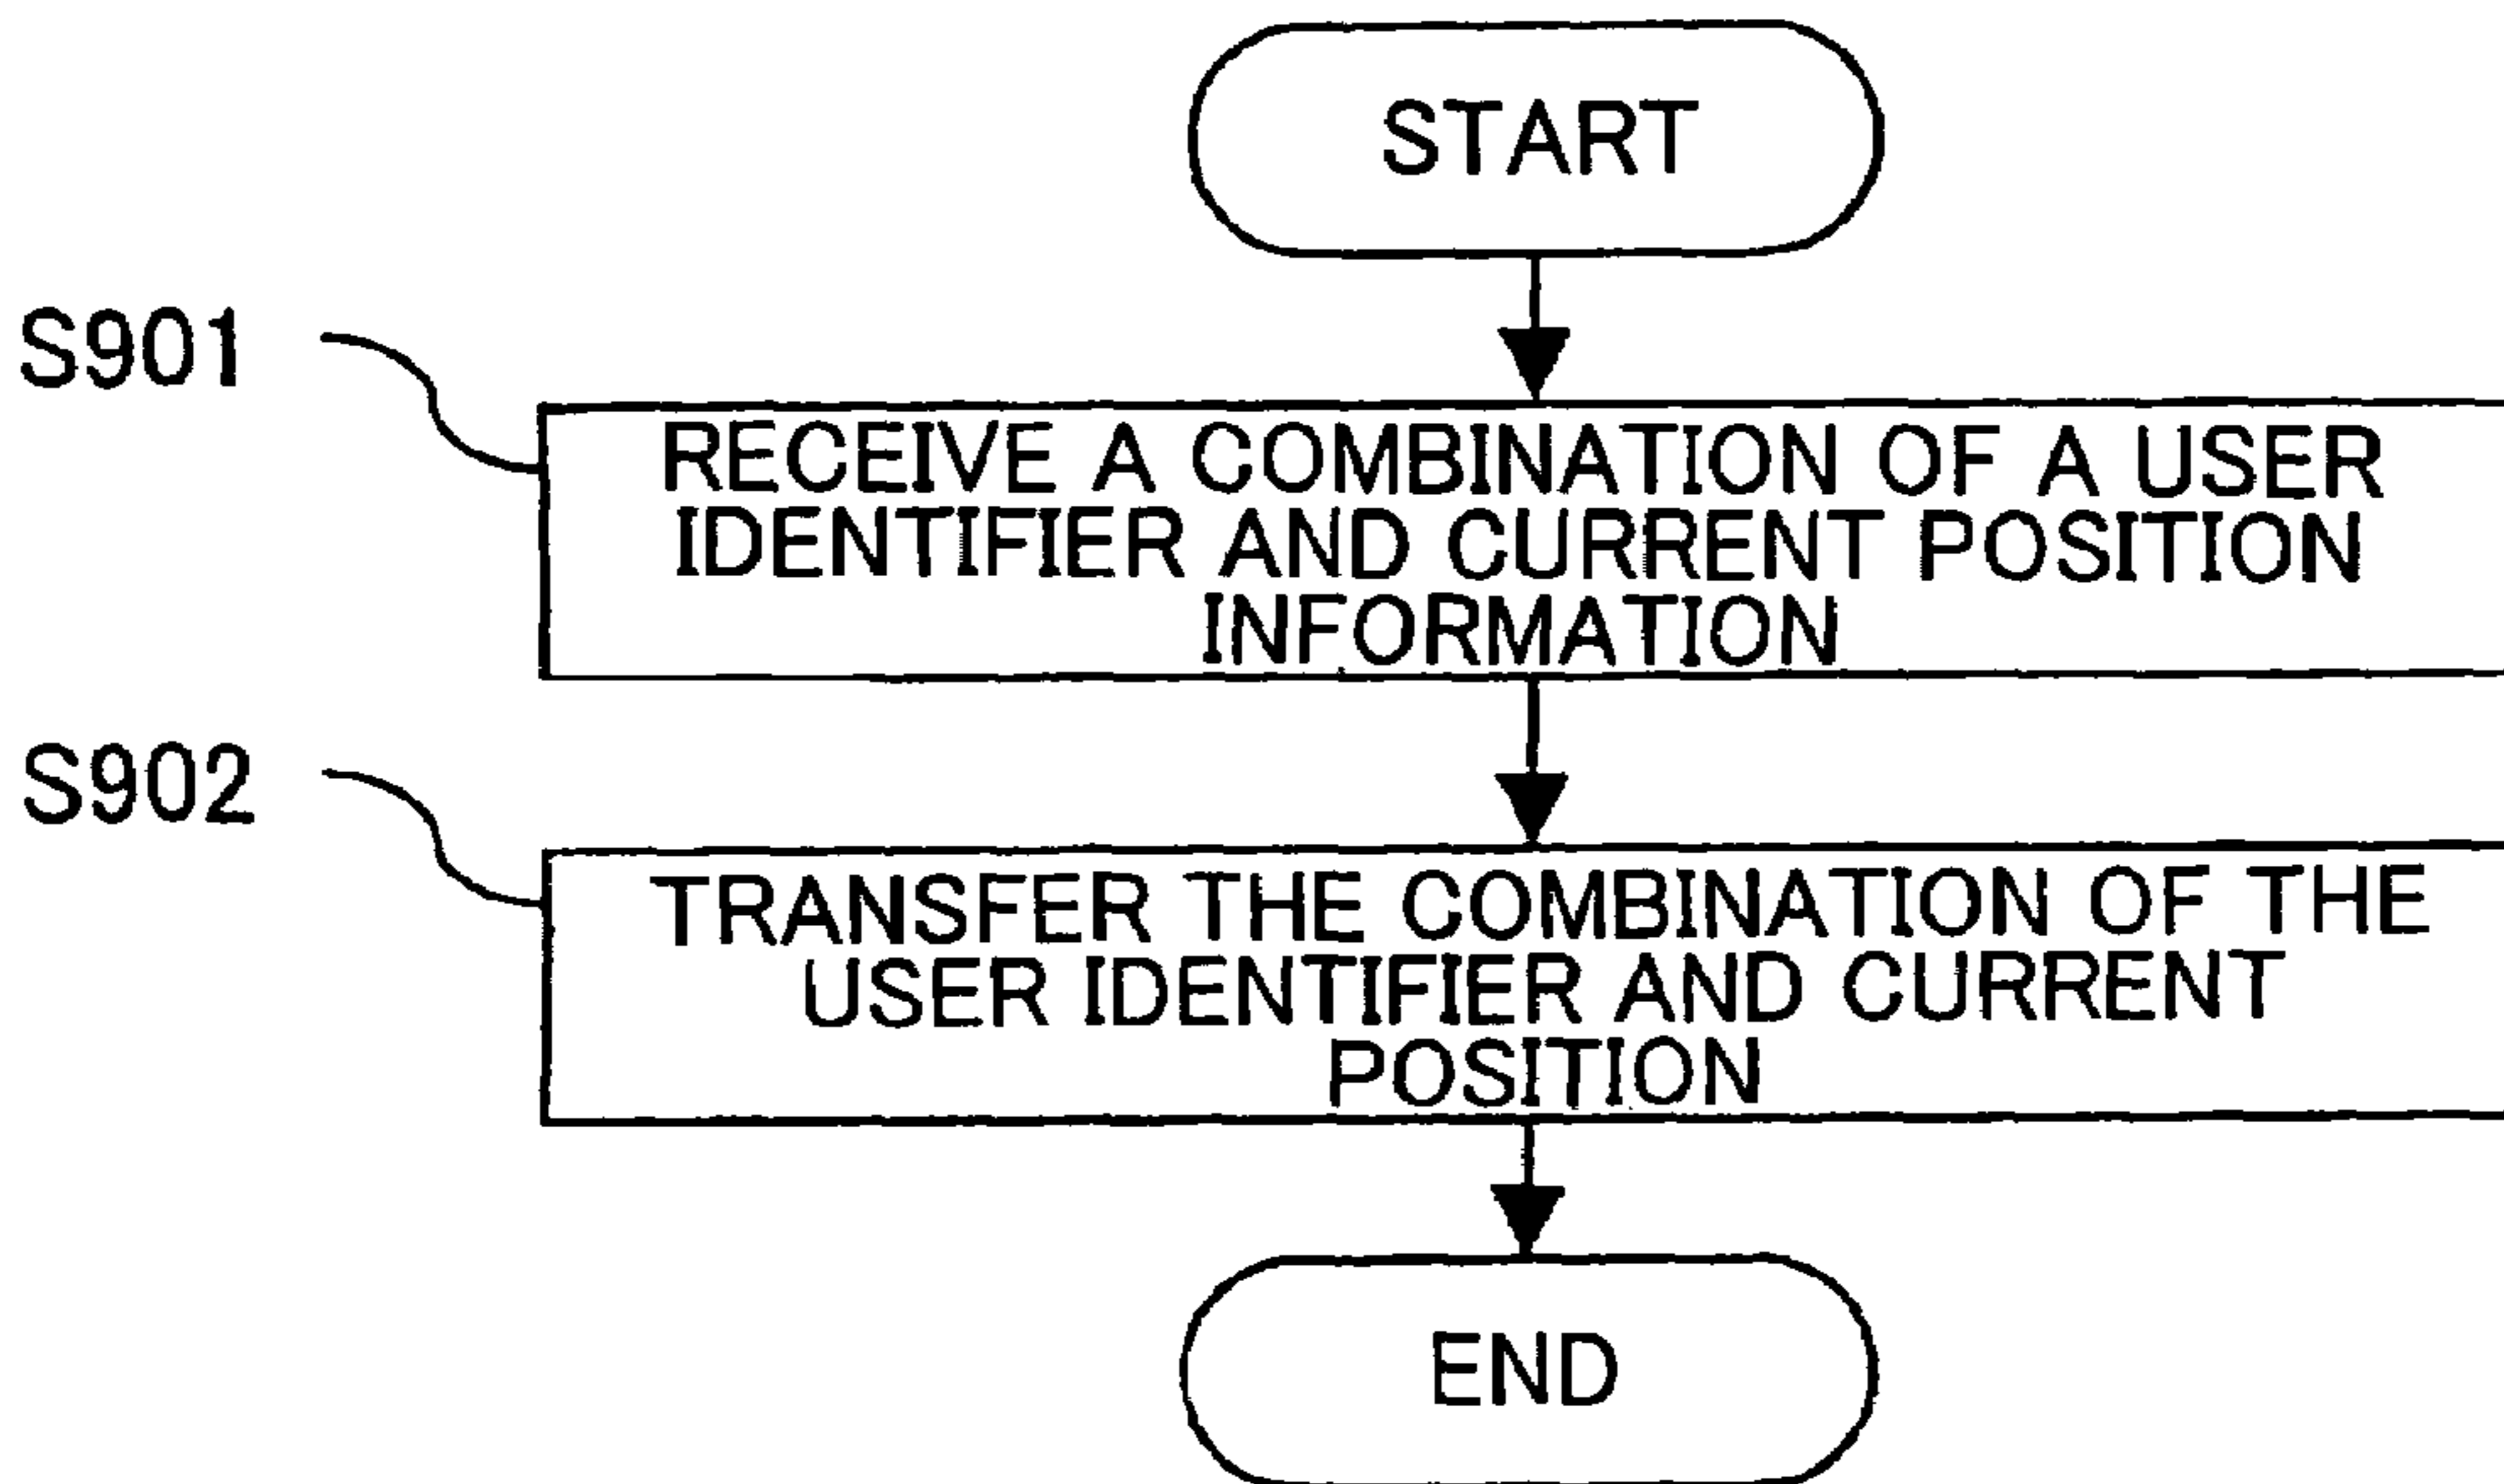 START
S901
RECEIVE A COMBINATION OF A USER
IDENTIFIER AND CURRENT POSITION
INFORMATION
S902
TRANSFER THE COMBINATION OF THE
USER IDENTIFIER AND CURRENT
POSITION
END